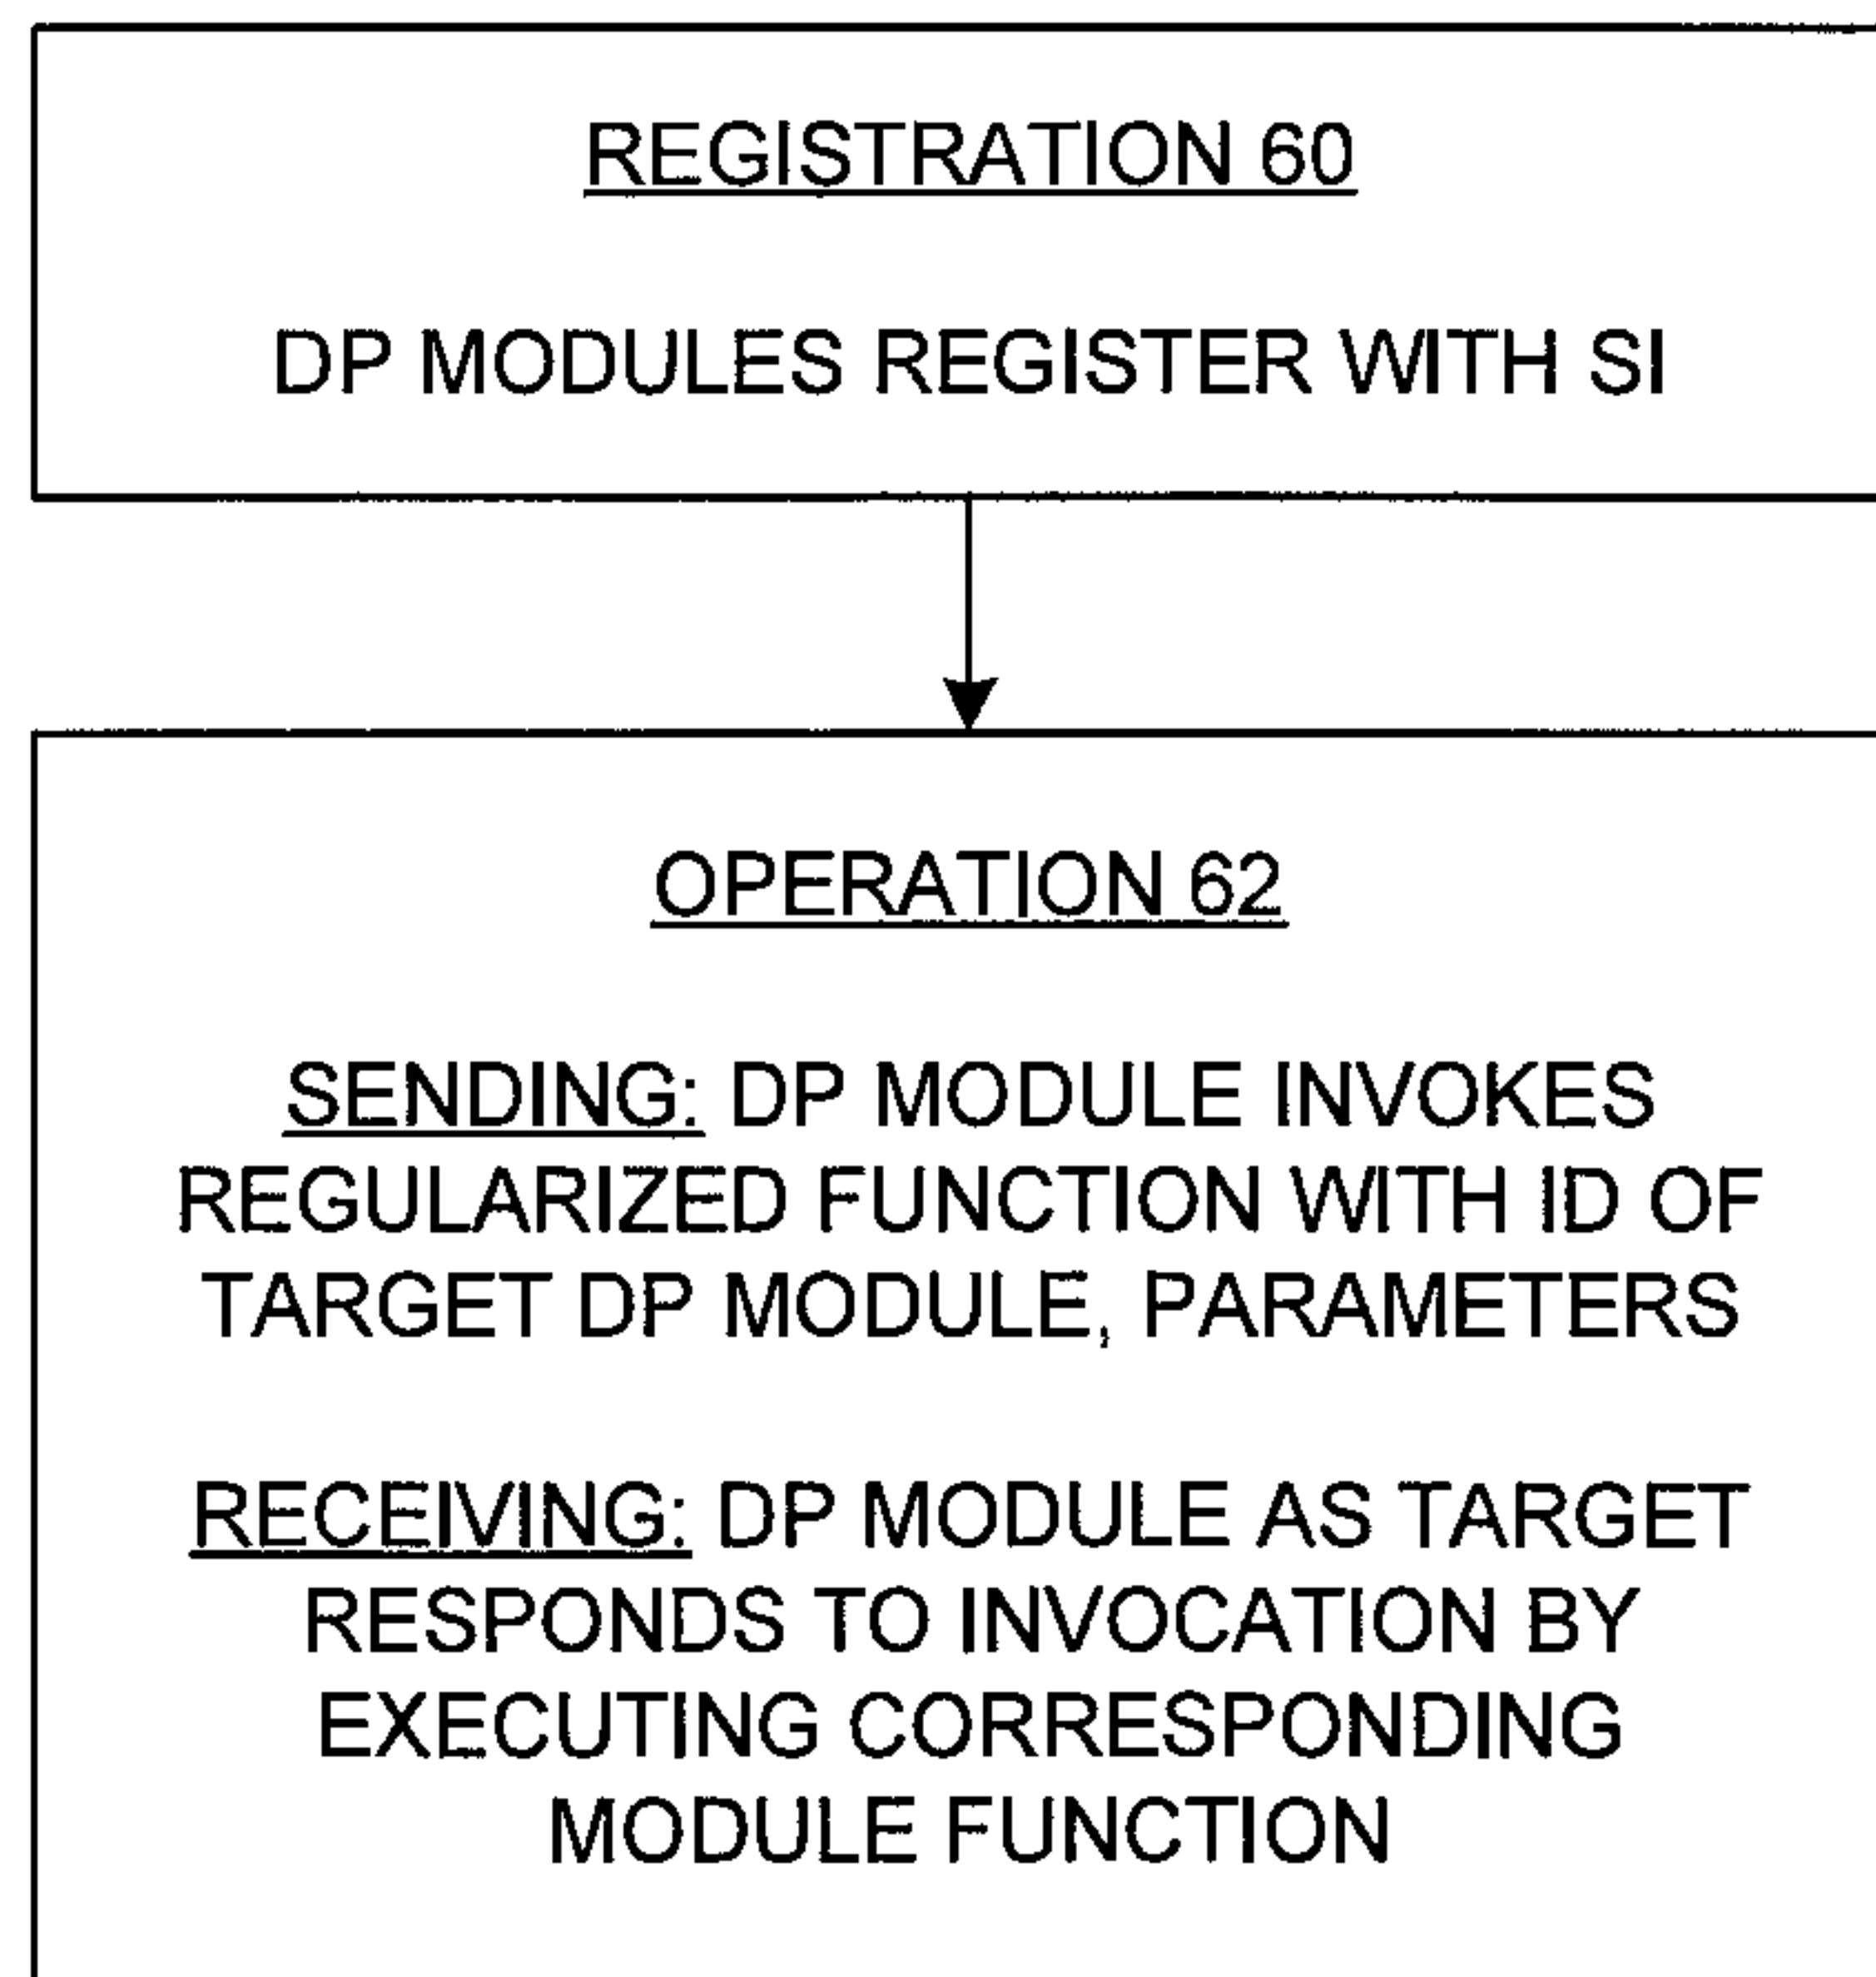 REGISTRATION 60
DP MODULES REGISTER WITH SI
OPERATION 62
SENDING: DP MODULE INVOKES
REGULARIZED FUNCTION WITH ID OF
TARGET DP MODULE, PARAMETERS
RECEIVING: DP MODULE AS TARGET
RESPONDS TO INVOCATION BY
EXECUTING CORRESPONDING
MODULE FUNCTION